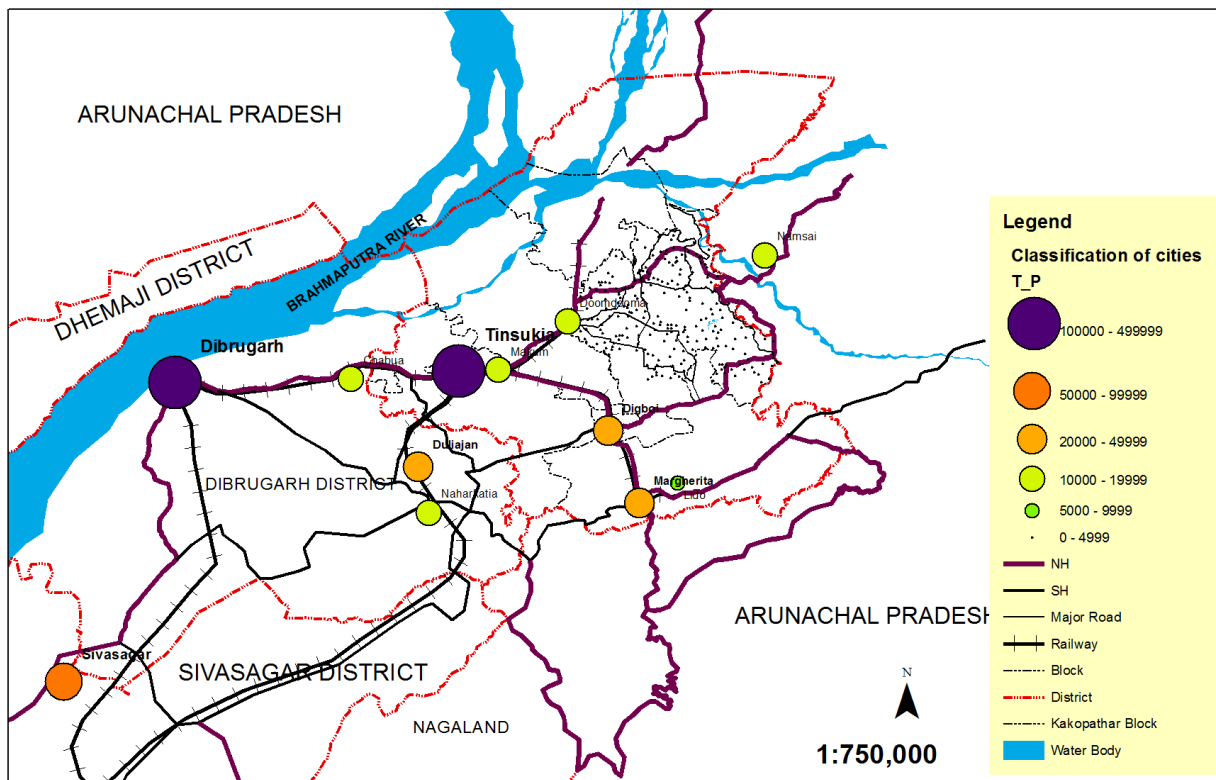 ARUNACHAL PRADESH
DHEMAJI DISTRICT
BRAHMAPUTRA RIVER
Namsai
Doomdooma
Dibrugarh
Tinsukia
Makum
Chabua
Digboi
Duliajan
DIBRUGARH DISTRICT
Naharkatia
Margherita
Ledo
ARUNACHAL PRADESH
Sivasagar
SIVASAGAR DISTRICT
NAGALAND
N
1:750,000
Legend
Classification of cities
T_P
100000 - 499999
50000 - 99999
20000 - 49999
10000 - 19999
5000 - 9999
0 - 4999
NH
SH
Major Road
Railway
Block
District
Kakopathar Block
Water Body